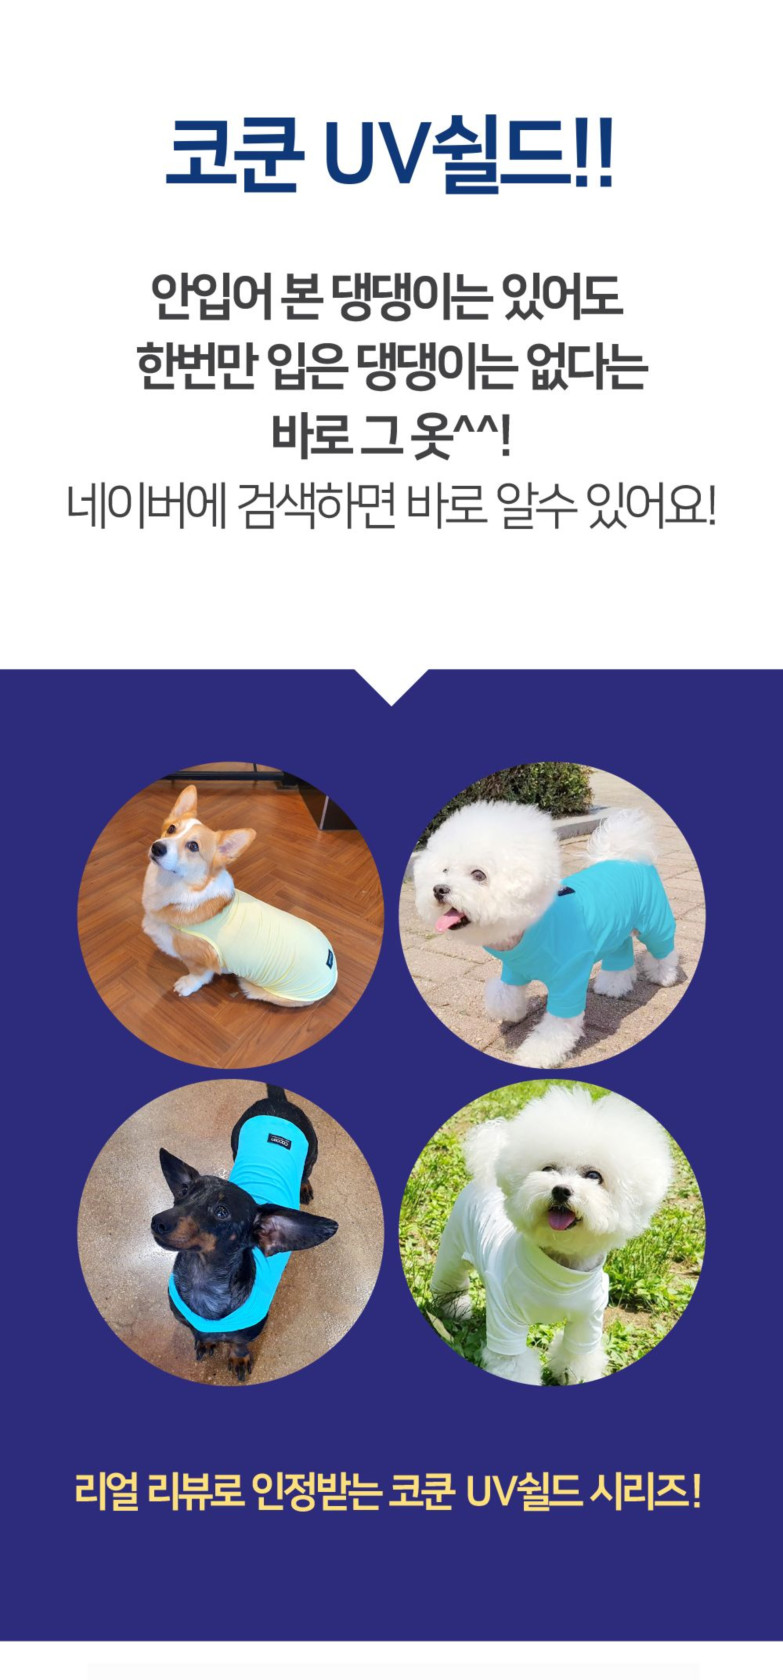 코쿤 UV쉴드!!
안입어 본 댕댕이는 있어도
한번만 입은 댕댕이는 없다는
바로 그 옷^^!
네이버에 검색하면 바로 알수 있어요!
리얼 리뷰로 인정받는 코쿤 UV쉴드 시리즈!